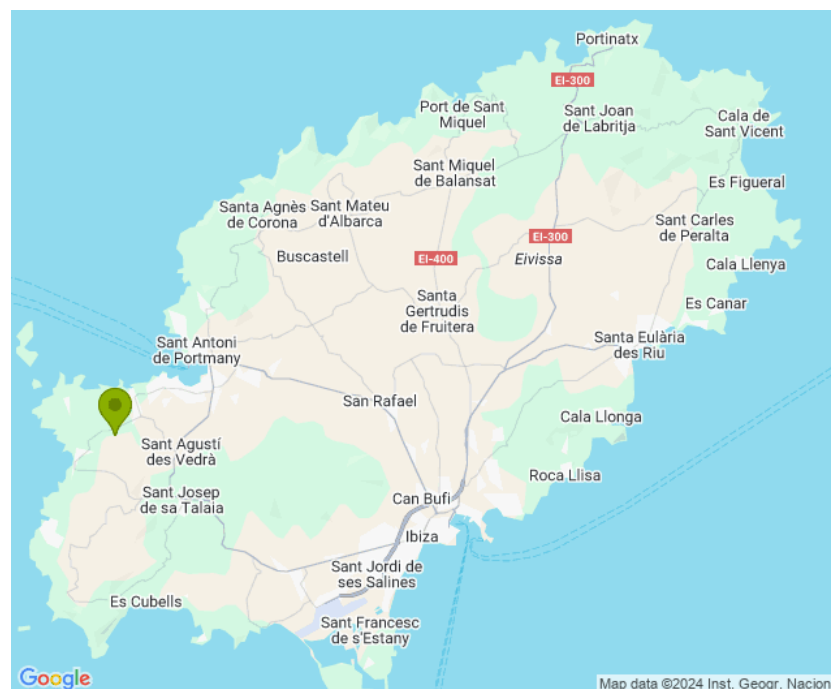 Portinatx
EI-300
Port de Sant
Miquel
Sant Joan
de Labritja
Cala de
Sant Vicent
Sant Miquel
de Balansat
Es Figueral
Santa Agnès
de Corona
Sant Mateu
d'Albarca
Sant Carles
de Peralta
EI-300
Buscastell
EI-400
Eivissa
Cala Llenya
Santa
Gertrudis
de Fruitera
Es Canar
Sant Antoni
de Portmany
Santa Eulària
des Riu
San Rafael
Cala Llonga
Sant Agustí
des Vedrà
Roca Llisa
Sant Josep
de sa Talaia
Can Bufi
Ibiza
Sant Jordi de
ses Salines
Es Cubells
Sant Francesc
de s'Estany
Google
Map data ©2024 Inst. Geogr. Nacion